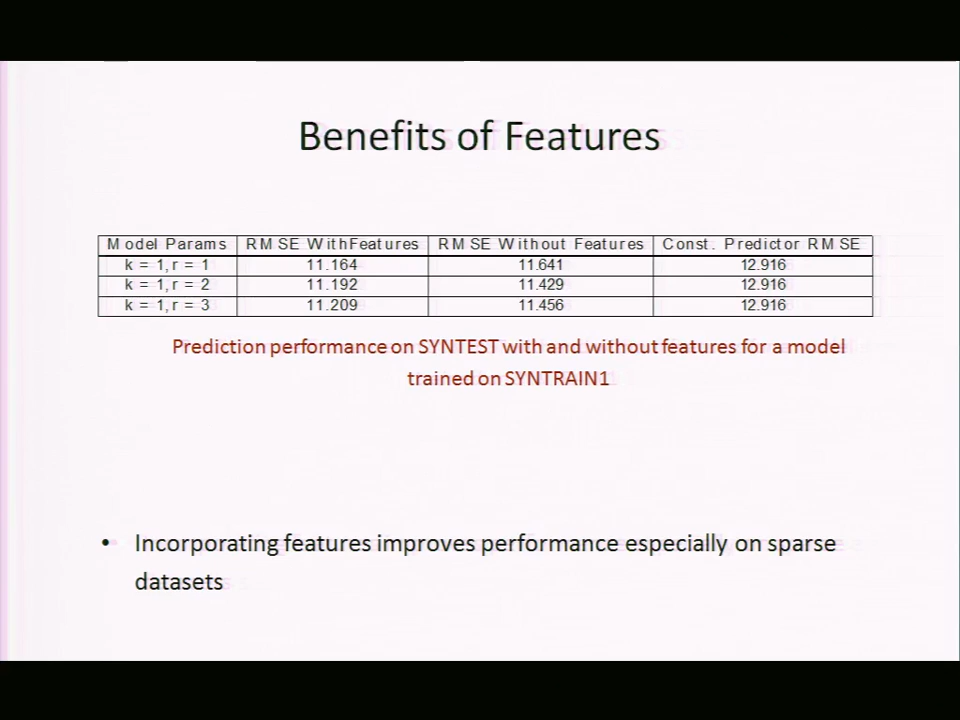 Benefits of Features
Model Params RMSE WithFeatures RMSE Without Features Const. Predictor RMSE
k = 1, r = 1 11.164 11.641 12.916
k = 1, r = 2 11.192 11.429 12.916
k = 1, r = 3 11.209 11.456 12.916
Prediction performance on SYNTEST with and without features for a model
trained on SYNTRAIN1
• Incorporating features improves performance especially on sparse
datasets